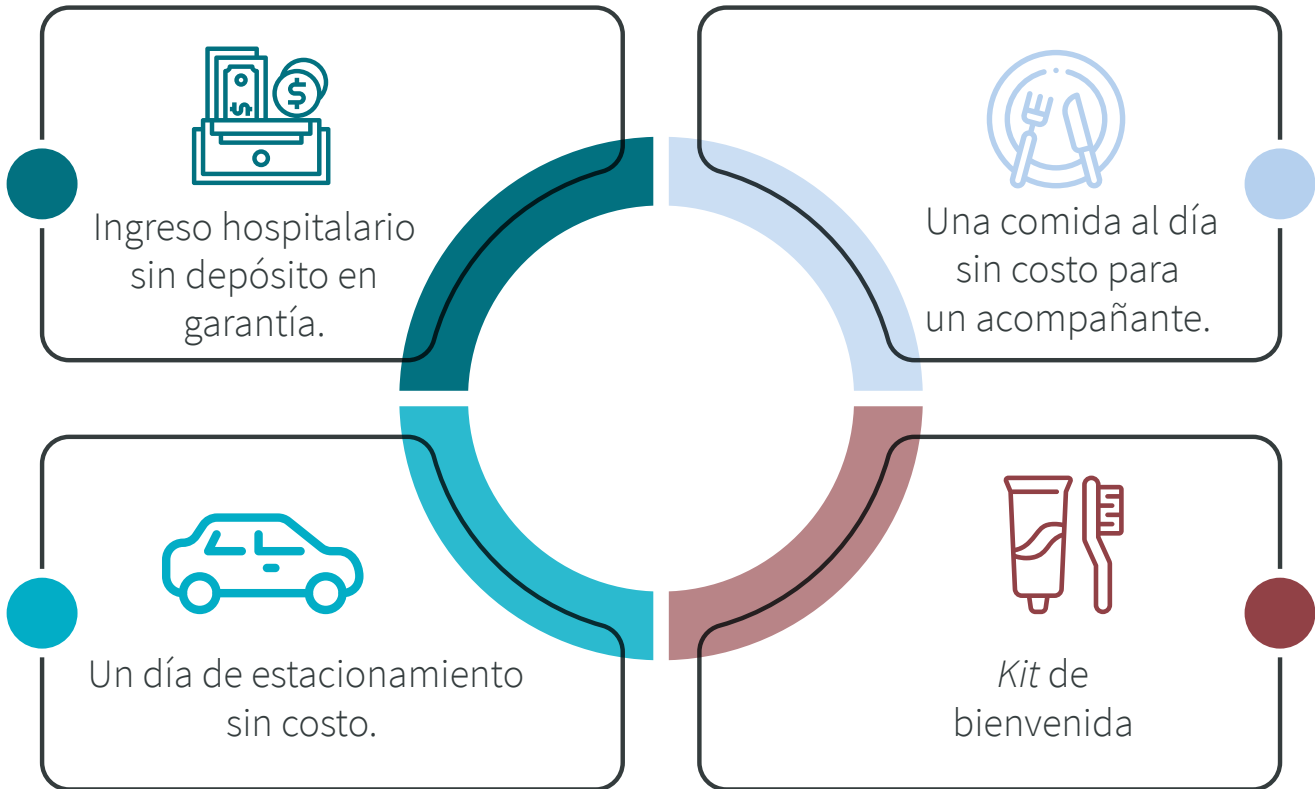 Ingreso hospitalario
sin depósito en
garantía.
Una comida al día
sin costo para
un acompañante.
Un día de estacionamiento
sin costo.
Kit de
bienvenida